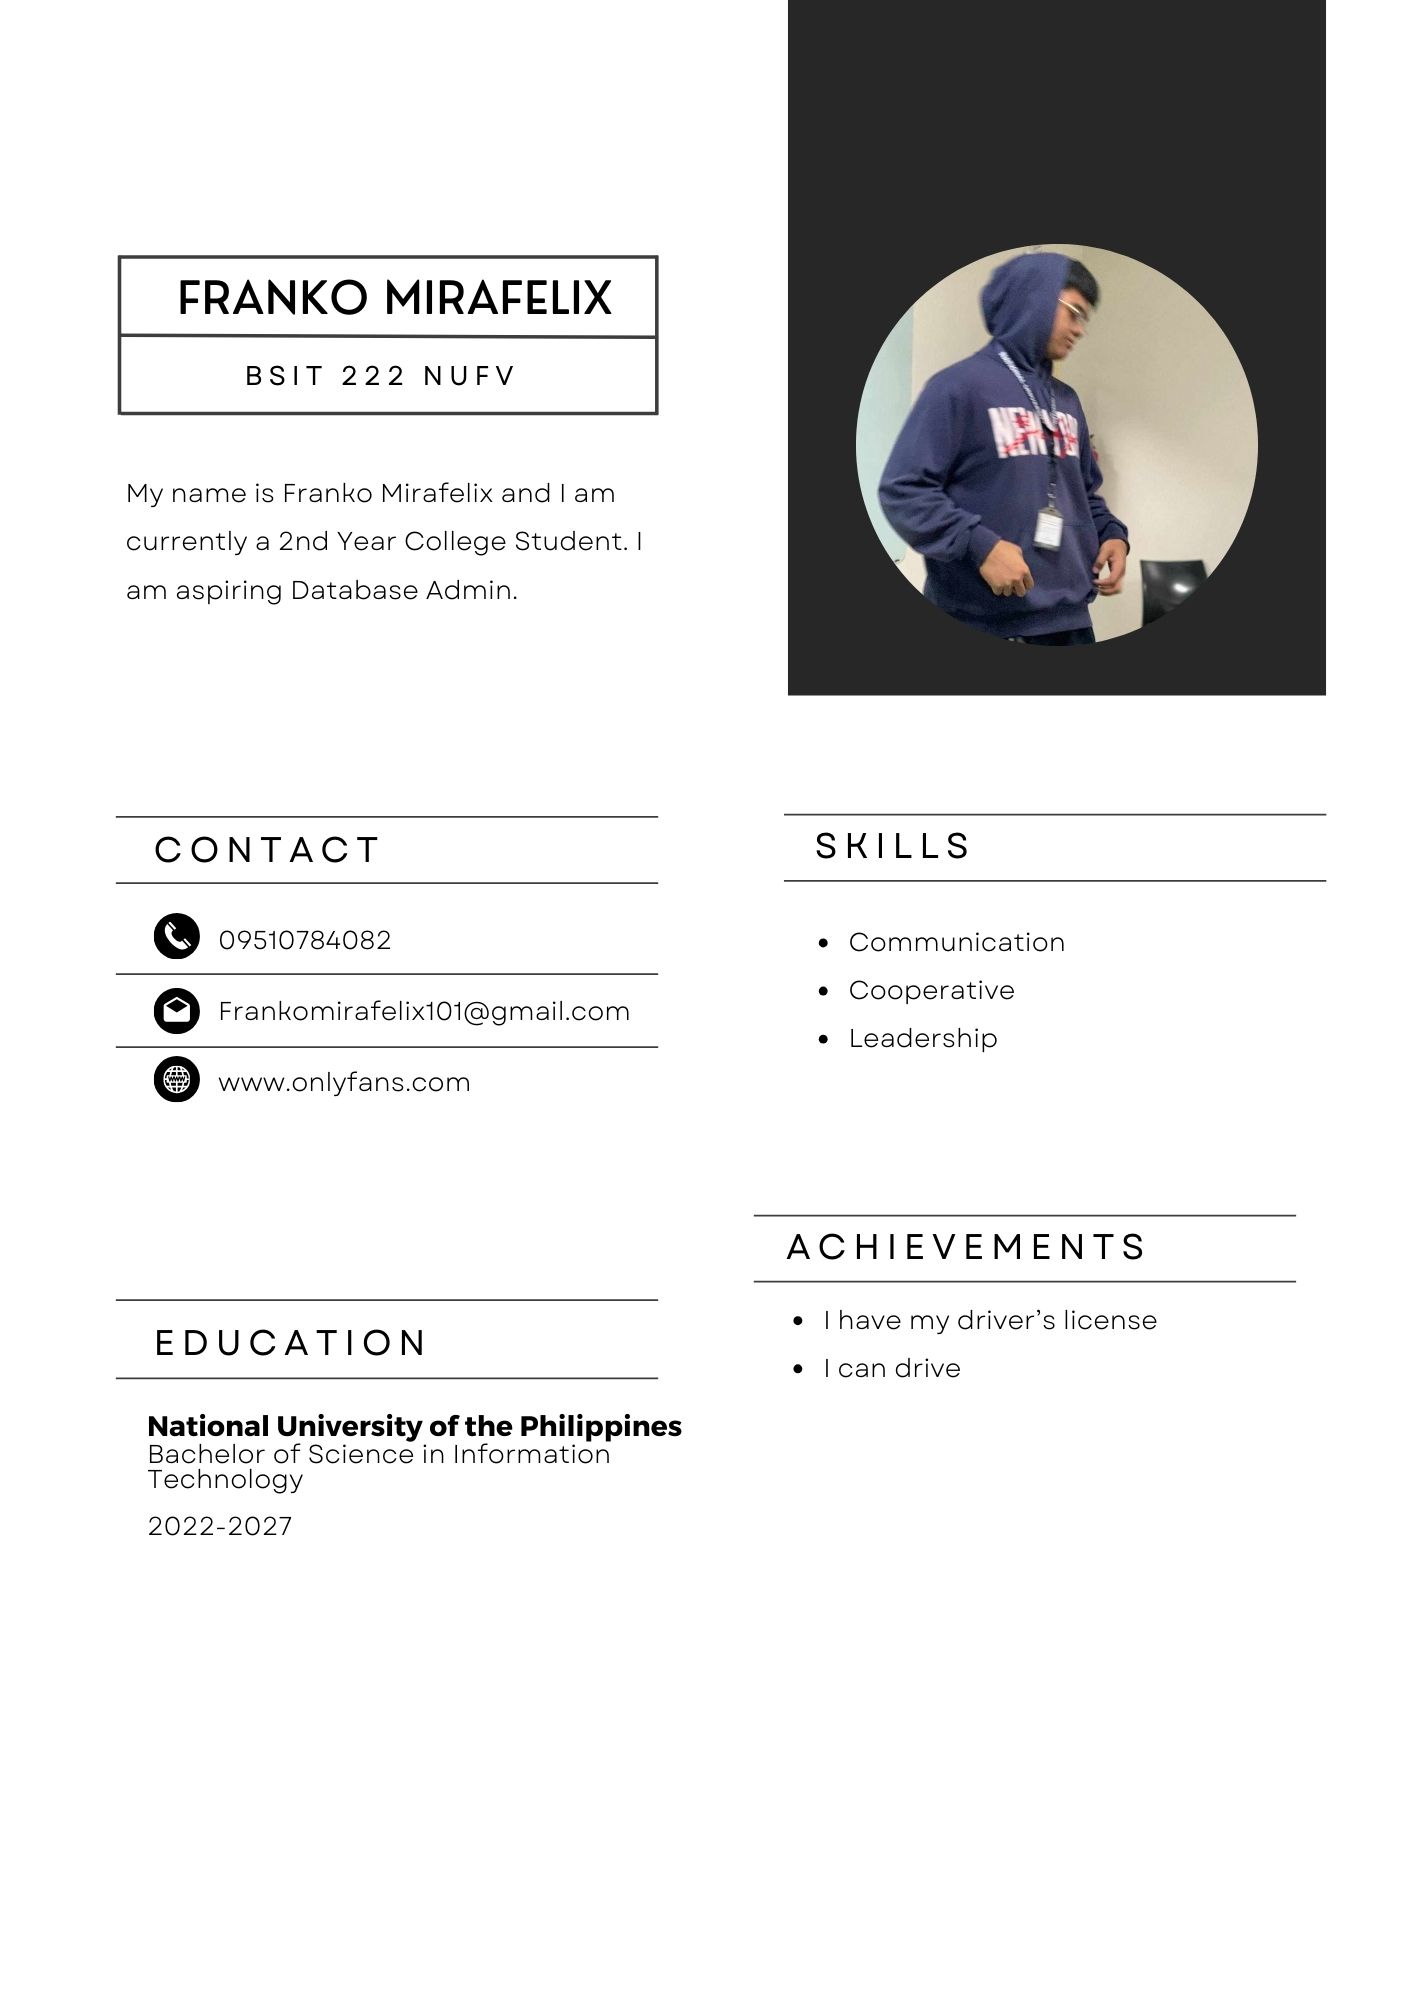 FRANKO MIRAFELIX
BSIT 222 NUFV
My name is Franko Mirafelix and I am
currently a 2nd Year College Student. I
am aspiring Database Admin.
CONTACT
09510784082
Frankomirafelix101@gmail.com
www.onlyfans.com
EDUCATION
National University of the Philippines
Bachelor of Science in Information
Technology
2022-2027
SKILLS
• Communication
• Cooperative
• Leadership
ACHIEVEMENTS
• I have my driver’s license
• I can drive